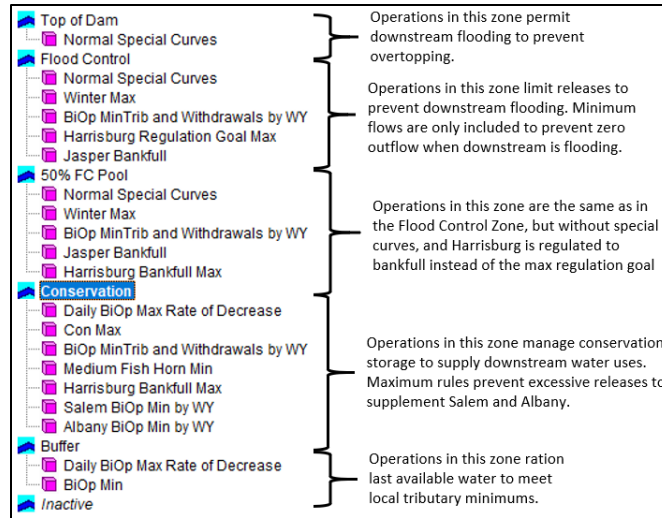 Top of Dam
Normal Special Curves
Flood Control
Normal Special Curves
Winter Max
BiOp MinTrib and Withdrawals by WY
Harrisburg Regulation Goal Max
Jasper Bankfull
50% FC Pool
Normal Special Curves
Winter Max
BiOp MinTrib and Withdrawals by WY
Jasper Bankfull
Harrisburg Bankfull Max
Conservation
Daily BiOp Max Rate of Decrease
Con Max
BiOp MinTrib and Withdrawals by WY
Medium Fish Horn Min
Harrisburg Bankfull Max
Salem BiOp Min by WY
Albany BiOp Min by WY
Buffer
Daily BiOp Max Rate of Decrease
BiOp Min
Inactive
Operations in this zone permit
downstream flooding to prevent
overtopping.
Operations in this zone limit releases to
prevent downstream flooding. Minimum
flows are only included to prevent zero
outflow when downstream is flooding.
Operations in this zone are the same as in
the Flood Control Zone, but without special
curves, and Harrisburg is regulated to
bankfull instead of the max regulation goal
Operations in this zone manage conservation
storage to supply downstream water uses.
Maximum rules prevent excessive releases to
supplement Salem and Albany.
Operations in this zone ration
last available water to meet
local tributary minimums.